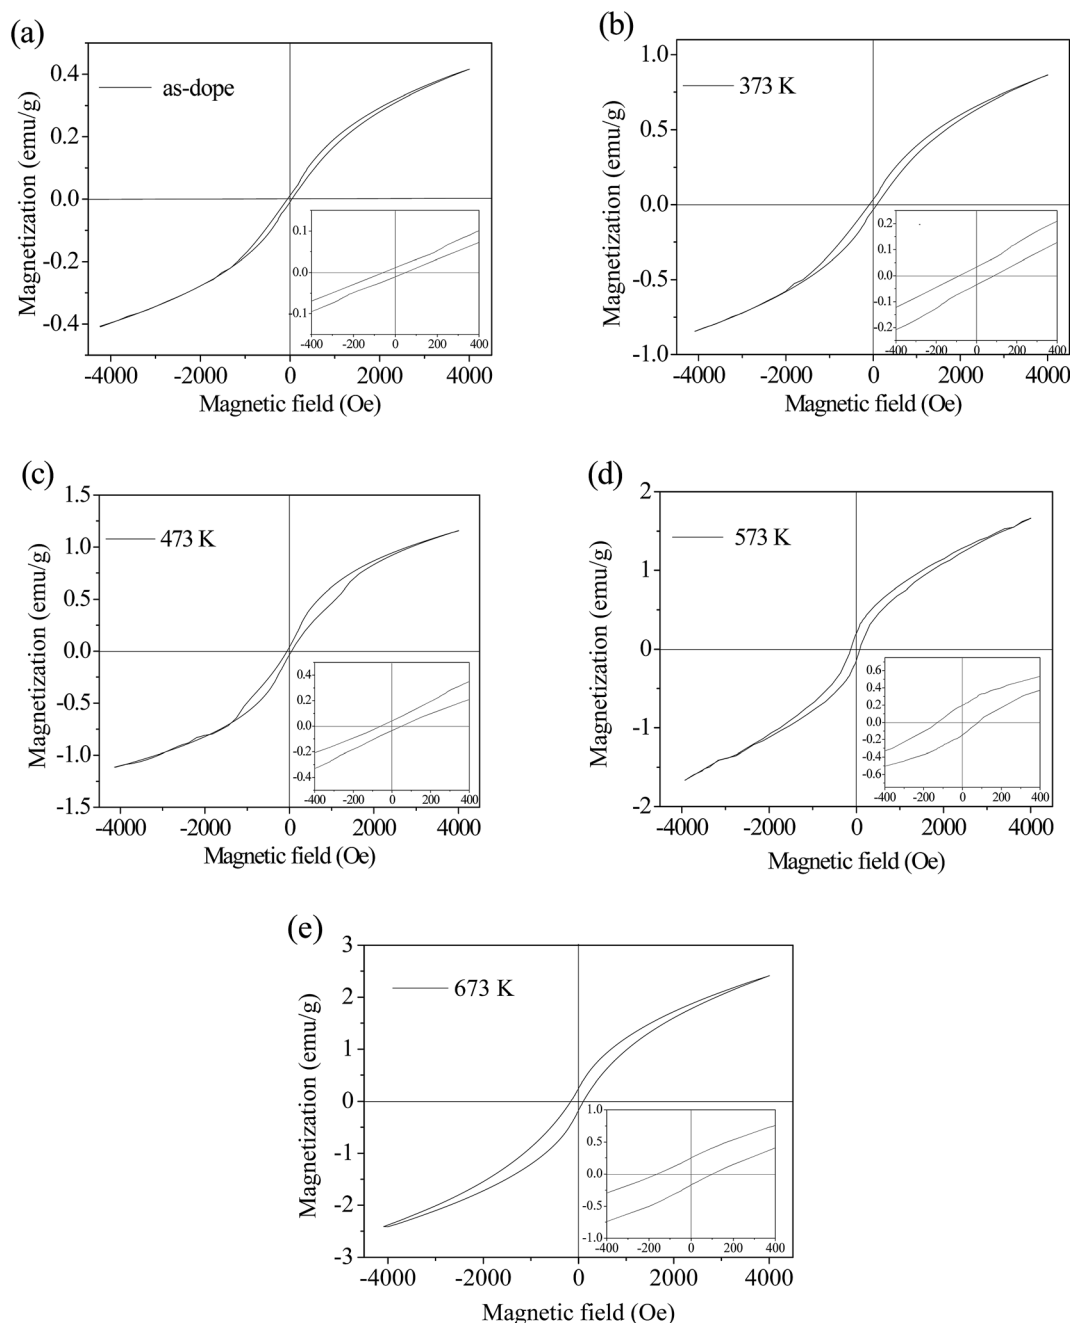 (a)
as-dope
Magnetization (emu/g)
0.4
0.2
0.0
-0.2
-0.4
-4000 -2000 0 2000 4000
Magnetic field (Oe)
0.1
0.0
-0.1
-400 -200 0 200 400
(b)
373 K
Magnetization (emu/g)
1.0
0.5
0.0
-0.5
-1.0
-4000 -2000 0 2000 4000
Magnetic field (Oe)
0.2
0.1
0.0
-0.1
-0.2
-400 -200 0 200 400
(c)
473 K
Magnetization (emu/g)
1.5
1.0
0.5
0.0
-0.5
-1.0
-1.5
-4000 -2000 0 2000 4000
Magnetic field (Oe)
0.4
0.2
0.0
-0.2
-0.4
-400 -200 0 200 400
(d)
573 K
Magnetization (emu/g)
2
1
0
-1
-2
-4000 -2000 0 2000 4000
Magnetic field (Oe)
0.6
0.4
0.2
0.0
-0.2
-0.4
-0.6
-400 -200 0 200 400
(e)
673 K
Magnetization (emu/g)
3
2
1
0
-1
-2
-3
-4000 -2000 0 2000 4000
Magnetic field (Oe)
1.0
0.5
0.0
-0.5
-1.0
-400 -200 0 200 400